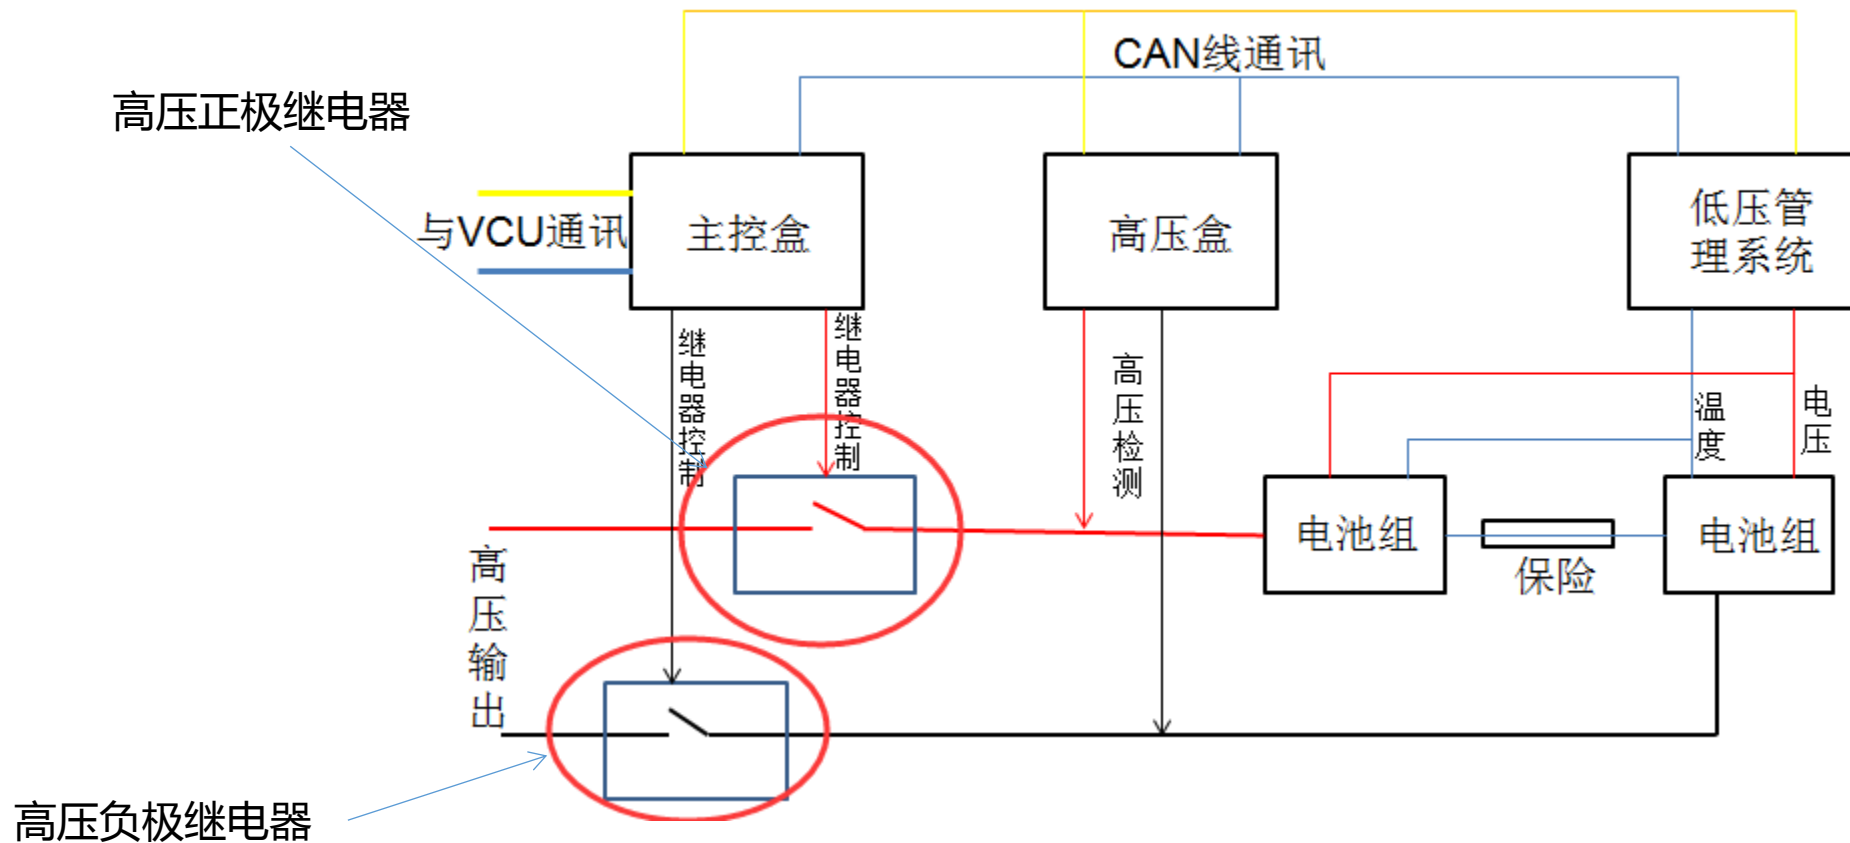 CAN线通讯
高压正极继电器
与VCU通讯
主控盒
高压盒
低压管
理系统
继电器控制
继电器控制
高压检测
温度
电压
电池组
保险
电池组
高压输出
高压负极继电器